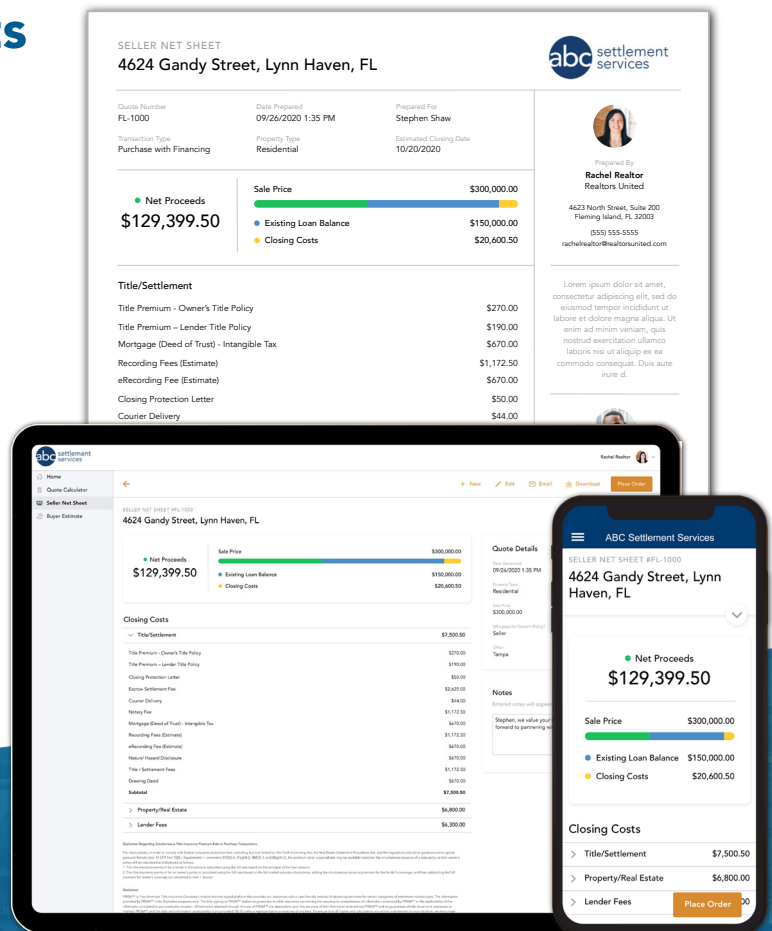 ts
SELLER NET SHEET
4624 Gandy Street, Lynn Haven, FL
abc settlement services
Quote Number
FL-1000
Date Prepared
09/26/2020 1:35 PM
Prepared For
Stephen Shaw
Transaction Type
Purchase with Financing
Property Type
Residential
Estimated Closing Date
10/20/2020
Net Proceeds
$129,399.50
Sale Price $300,000.00
Existing Loan Balance $150,000.00
Closing Costs $20,600.50
Prepared By
Rachel Realtor
Realtors United
4623 North Street, Suite 200
Fleming Island, FL 32003
(555) 555-5555
rachelrealtor@realtorsunited.com
Lorem ipsum dolor sit amet,
consectetur adipiscing elit, sed do
eiusmod tempor incididunt ut
labore et dolore magna aliqua. Ut
enim ad minim veniam, quis
nostrud exercitation ullamco
laboris nisi ut aliquip ex ea
commodo consequat. Duis aute
irure d.
Title/Settlement
Title Premium - Owner's Title Policy $270.00
Title Premium – Lender Title Policy $190.00
Mortgage (Deed of Trust) - Intangible Tax $670.00
Recording Fees (Estimate) $1,172.50
eRecording Fee (Estimate) $670.00
Closing Protection Letter $50.00
Courier Delivery $44.00
abc settlement services
Rachel Realtor
Home
Quote Calculator
Seller Net Sheet
Buyer Estimate
+ New Edit Email Download Place Order
SELLER NET SHEET #FL-1000
4624 Gandy Street, Lynn Haven, FL
Net Proceeds
$129,399.50
Sale Price $300,000.00
Existing Loan Balance $150,000.00
Closing Costs $20,600.50
Quote Details
09/26/2020 1:35 PM
Property Type
Residential
Sale Price
$300,000.00
Who pays for Owner's Policy?
Seller
Office
Tampa
Notes
Entered notes will appear
Stephen, we value your
forward to partnering wi
Closing Costs
Title/Settlement $7,500.50
Title Premium - Owner's Title Policy $270.00
Title Premium – Lender Title Policy $190.00
Closing Protection Letter $50.00
Escrow Settlement Fee $2,625.00
Courier Delivery $44.00
Notary Fee $1,172.50
Mortgage (Deed of Trust) - Intangible Tax $670.00
Recording Fees (Estimate) $1,172.50
eRecording Fee (Estimate) $670.00
Natural Hazard Disclosure $670.00
Title / Settlement Fees $1,172.50
Drawing Deed $670.00
Subtotal $7,500.50
Property/Real Estate $6,800.00
Lender Fees $6,300.00
Disclaimer
ABC Settlement Services
SELLER NET SHEET #FL-1000
4624 Gandy Street, Lynn
Haven, FL
Net Proceeds
$129,399.50
Sale Price $300,000.00
Existing Loan Balance $150,000.00
Closing Costs $20,600.50
Closing Costs
Title/Settlement $7,500.5
Property/Real Estate $6,800.0
Lender Fees 00
Place Order